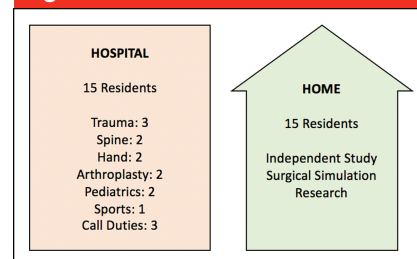 HOSPITAL
15 Residents
Trauma: 3
Spine: 2
Hand: 2
Arthroplasty: 2
Pediatrics: 2
Sports: 1
Call Duties: 3
HOME
15 Residents
Independent Study
Surgical Simulation
Research